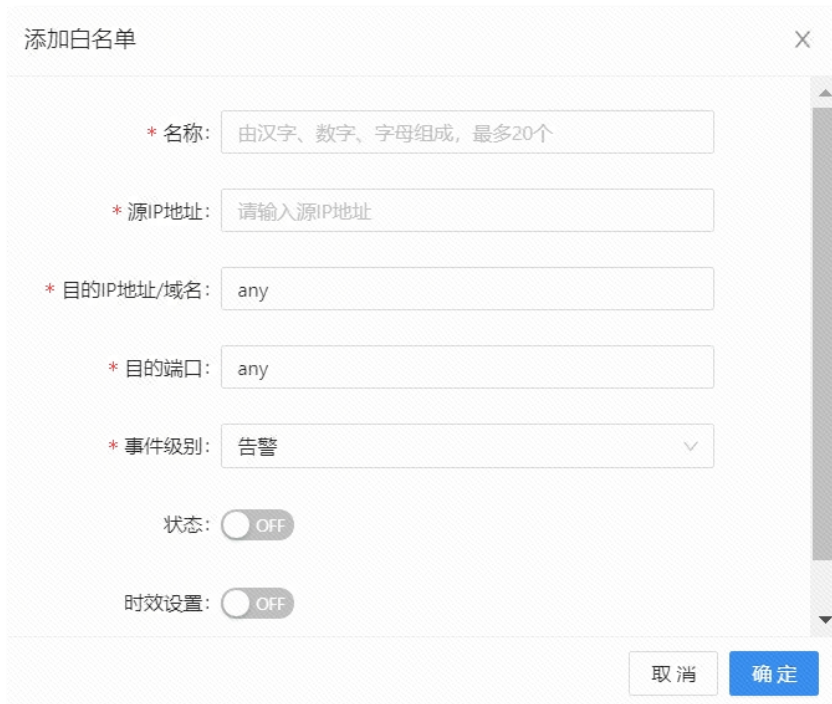 添加白名单
* 名称: 由汉字、数字、字母组成，最多20个
* 源IP地址: 请输入源IP地址
* 目的IP地址/域名: any
* 目的端口: any
* 事件级别: 告警
状态: OFF
时效设置: OFF
取消 确定